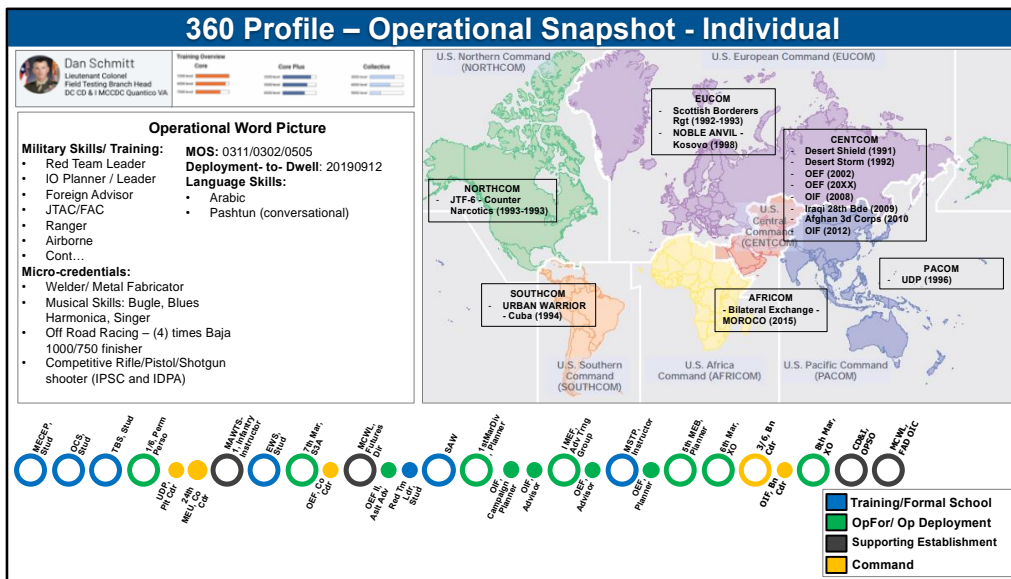 360 Profile – Operational Snapshot - Individual
Dan Schmitt
Lieutenant Colonel
Field Testing Branch Head
DC CD & I MCCDC Quantico VA
Training Overview
Core
Core Plus
Collective
Operational Word Picture
Military Skills/ Training:
• Red Team Leader
• IO Planner / Leader
• Foreign Advisor
• JTAC/FAC
• Ranger
• Airborne
• Cont…
Micro-credentials:
• Welder/ Metal Fabricator
• Musical Skills: Bugle, Blues
Harmonica, Singer
• Off Road Racing – (4) times Baja
1000/750 finisher
• Competitive Rifle/Pistol/Shotgun
shooter (IPSC and IDPA)
MOS: 0311/0302/0505
Deployment- to- Dwell: 20190912
Language Skills:
• Arabic
• Pashtun (conversational)
U.S. Northern Command
(NORTHCOM)
U.S. European Command (EUCOM)
EUCOM
- Scottish Borderers
Rgt (1992-1993)
- NOBLE ANVIL -
Kosovo (1998)
CENTCOM
- Desert Shield (1991)
- Desert Storm (1992)
- OEF (2002)
- OEF (20XX)
- OIF (2008)
- Iraqi 28th Bde (2009)
- Afghan 3d Corps (2010
- OIF (2012)
NORTHCOM
- JTF-6 - Counter
Narcotics (1993-1993)
U.S.
Central
Command
(CENTCOM)
PACOM
- UDP (1996)
SOUTHCOM
- URBAN WARRIOR
- Cuba (1994)
AFRICOM
- Bilateral Exchange -
MOROCO (2015)
U.S. Southern
Command
(SOUTHCOM)
U.S. Africa
Command (AFRICOM)
U.S. Pacific Command
(PACOM)
MECEP,
Stud
OCS,
Stud
TBS, Stud
1/6, Perm
Perso
UDP,
Plt Cdr
24th
MEU, Co
Cdr
MAWTS-
1, Infantry
Instructor
EWS, Stud
11th Mar,
S3A
OEF, Co
Cdr
MCWL,
Futures
Dir
OEF II,
Aslt Adv
Red Tm
Ldr,
Stud
SAW
1stMarDiv
, Planner
OIF,
Campaign
Planner
OIF,
Advisor
I MEF,
Adv Trng
Group
OEF,
Advisor
MSTP,
Instructor
OEF,
Planner
5th MEB,
Planner
6th Mar,
XO
3/6, Bn
Cdr
OIF, Bn
Cdr
8th Mar,
XO
CD&I,
OPSO
MCWL,
FAD OIC
Training/Formal School
OpFor/ Op Deployment
Supporting Establishment
Command